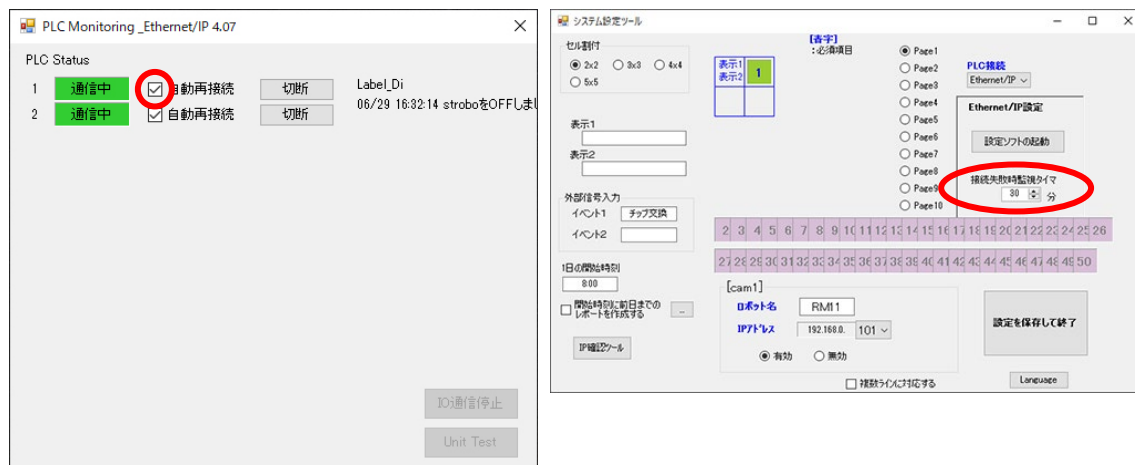 PLC Monitoring _Ethernet/IP 4.07
PLC Status
1 通信中 自動再接続 切断
2 通信中 自動再接続 切断
Label_Di
06/29 16:32:14 stroboをOFFしまし
IO通信停止
Unit Test
システム設定ツール
セル割付
2x2 3x3 4x4
5x5
表示1
表示2
外部信号入力
イベント1 チップ交換
イベント2
1日の開始時刻
8:00
開始時刻に前日までの
レポートを作成する ..
IP確認ツール
【青字】
:必須項目
表示1
表示2
1
Page1
Page2
Page3
Page4
Page5
Page6
Page7
Page8
Page9
Page10
PLC接続
Ethernet/IP
Ethernet/IP設定
設定ソフトの起動
接続失敗時監視タイマ
30 分
2 3 4 5 6 7 8 9 10 11 12 13 14 15 16 17 18 19 20 21 22 23 24 25 26
27 28 29 30 31 32 33 34 35 36 37 38 39 40 41 42 43 44 45 46 47 48 49 50
[cam1]
ロボット名 RM11
IPアドレス 192.168.0. 101
有効 無効
複数ラインに対応する
設定を保存して終了
Language